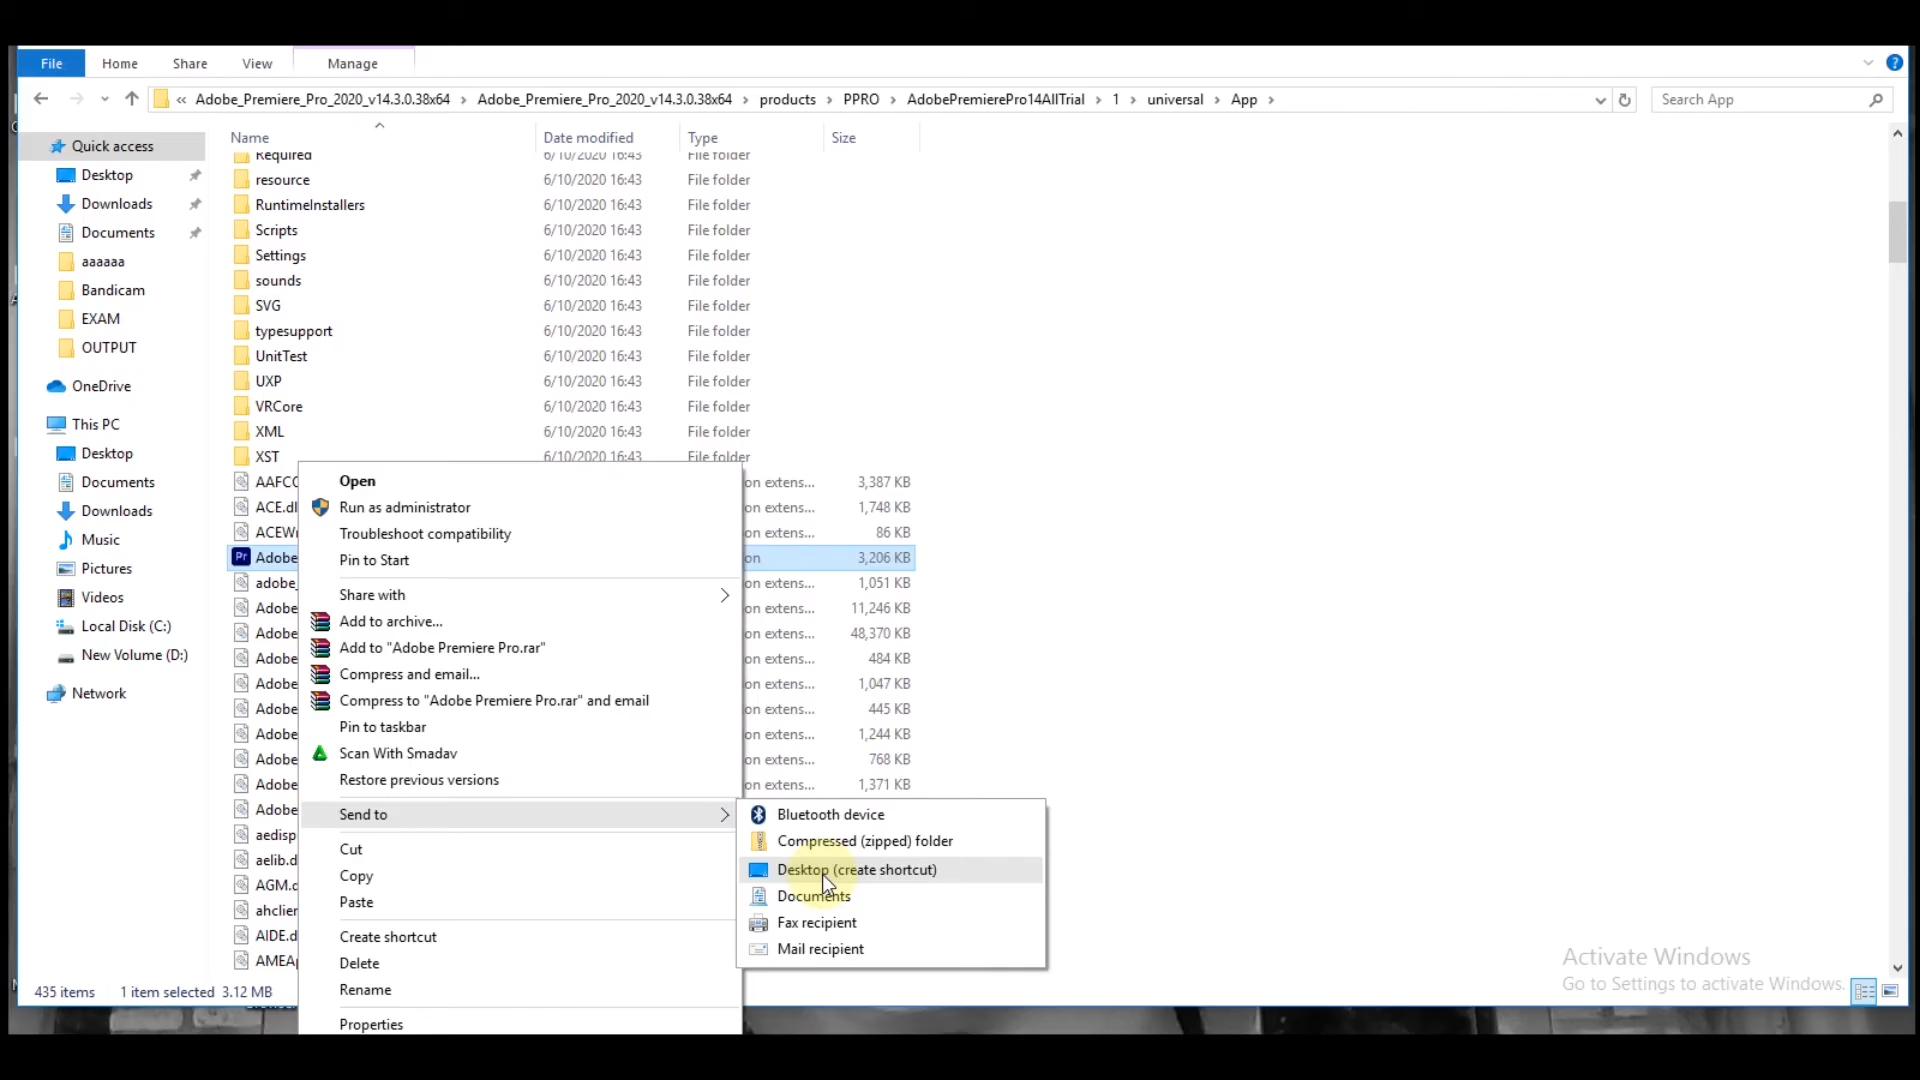 File Home Share View Manage
« Adobe_Premiere_Pro_2020_v14.3.0.38x64 › Adobe_Premiere_Pro_2020_v14.3.0.38x64 › products › PPRO › AdobePremierePro14AllTrial › 1 › universal › App › Search App
Quick access
Desktop
Downloads
Documents
aaaaaa
Bandicam
EXAM
OUTPUT
OneDrive
This PC
Desktop
Documents
Downloads
Music
Pictures
Videos
Local Disk (C:)
New Volume (D:)
Network
Name Date modified Type Size
Required 6/10/2020 16:43 File folder
resource 6/10/2020 16:43 File folder
RuntimeInstallers 6/10/2020 16:43 File folder
Scripts 6/10/2020 16:43 File folder
Settings 6/10/2020 16:43 File folder
sounds 6/10/2020 16:43 File folder
SVG 6/10/2020 16:43 File folder
typesupport 6/10/2020 16:43 File folder
UnitTest 6/10/2020 16:43 File folder
UXP 6/10/2020 16:43 File folder
VRCore 6/10/2020 16:43 File folder
XML 6/10/2020 16:43 File folder
XST 6/10/2020 16:43 File folder
AAFCO on extens... 3,387 KB
ACE.dl on extens... 1,748 KB
ACEWr on extens... 86 KB
Pr Adobe on 3,206 KB
adobe_ on extens... 1,051 KB
Adobe on extens... 11,246 KB
Adobe on extens... 48,370 KB
Adobe on extens... 484 KB
Adobe on extens... 1,047 KB
Adobe on extens... 445 KB
Adobe on extens... 1,244 KB
Adobe on extens... 768 KB
Adobe on extens... 1,371 KB
Adobe
aedisp
aelib.d
AGM.d
ahclier
AIDE.d
AMEAp
Open
Run as administrator
Troubleshoot compatibility
Pin to Start
Share with
Add to archive...
Add to "Adobe Premiere Pro.rar"
Compress and email...
Compress to "Adobe Premiere Pro.rar" and email
Pin to taskbar
Scan With Smadav
Restore previous versions
Send to
Cut
Copy
Paste
Create shortcut
Delete
Rename
Properties
Bluetooth device
Compressed (zipped) folder
Desktop (create shortcut)
Documents
Fax recipient
Mail recipient
Activate Windows
Go to Settings to activate Windows.
435 items 1 item selected 3.12 MB